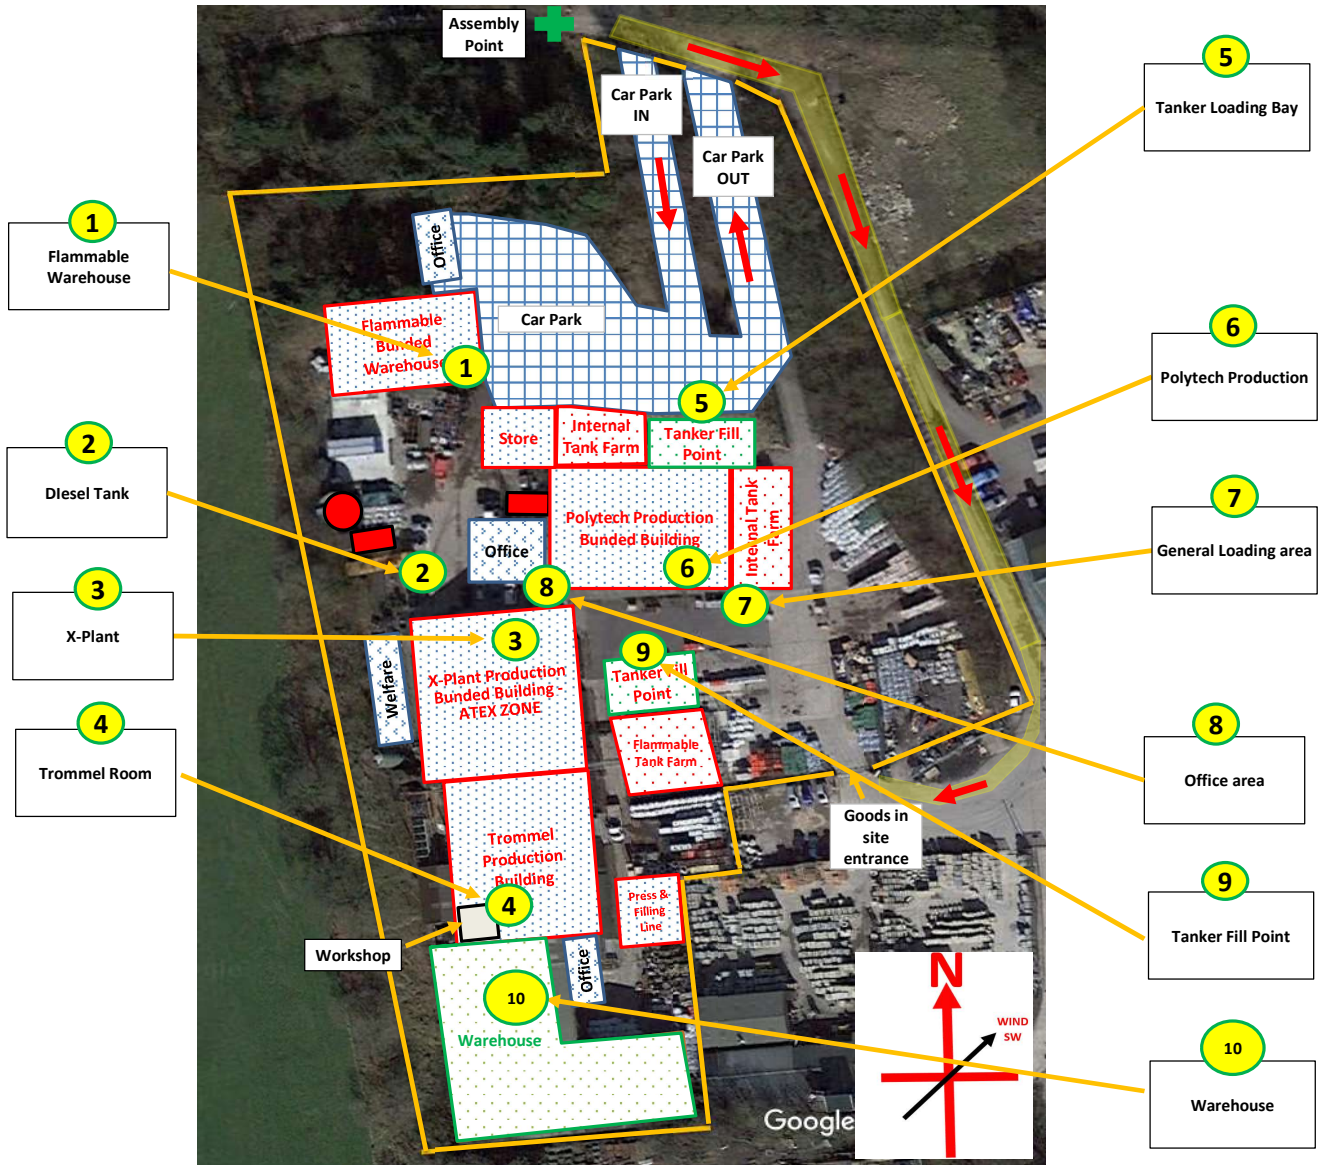 Assembly
Point
5
Tanker Loading Bay
Car Park
IN
Car Park
OUT
1
Flammable
Warehouse
Office
Car Park
Flammable
Bunded
Warehouse
1
6
Polytech Production
2
DIesel Tank
5
Store
Internal
Tank Farm
Tanker Fill
Point
Polytech Production
Bunded Building
Internal Tank
Farm
7
General Loading area
Office
2
6
8
7
3
X-Plant
3
X-Plant Production
Bunded Building -
ATEX ZONE
Welfare
9
Tanker Fill
Point
4
Trommel Room
Flammable
Tank Farm
8
Office area
Goods in
site
entrance
Trommel
Production
Building
4
Press &
Filling
Line
9
Tanker Fill Point
Workshop
Office
10
Warehouse
N
WIND
SW
10
Warehouse
Google